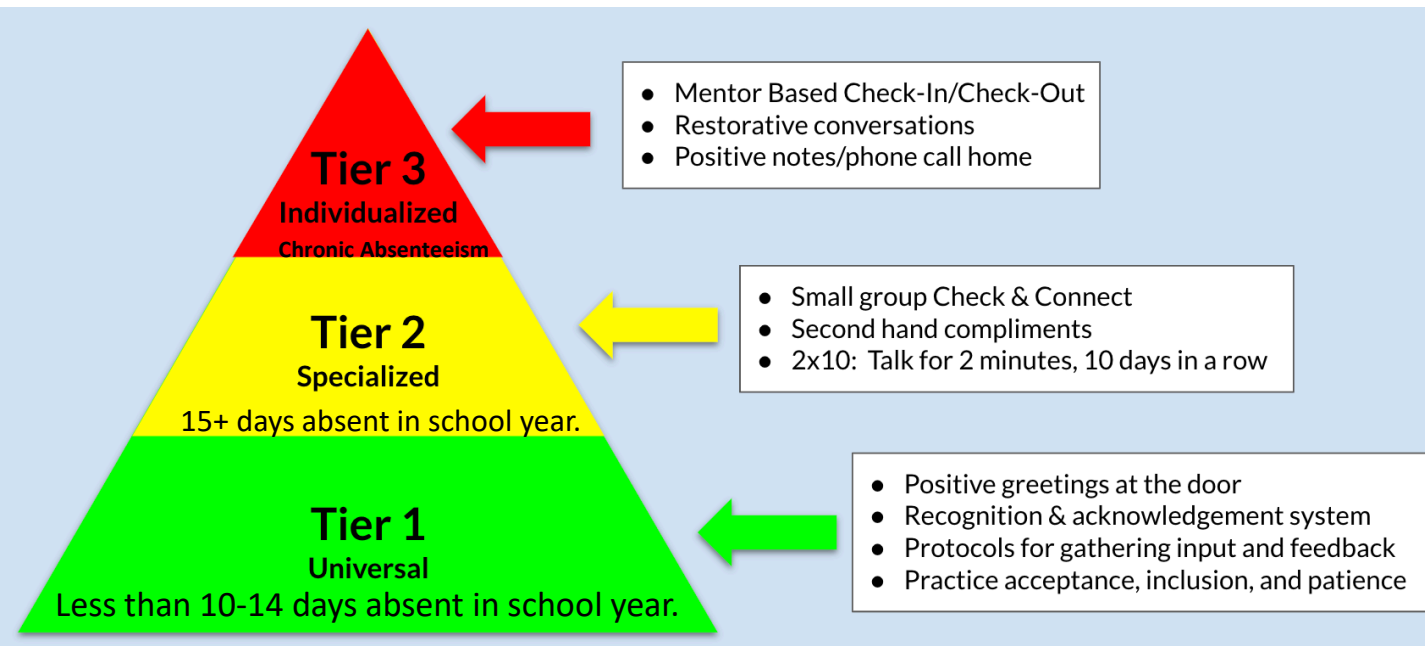 Tier 3
Individualized
Chronic Absenteeism
● Mentor Based Check-In/Check-Out
● Restorative conversations
● Positive notes/phone call home
Tier 2
Specialized
15+ days absent in school year.
● Small group Check & Connect
● Second hand compliments
● 2x10: Talk for 2 minutes, 10 days in a row
Tier 1
Universal
Less than 10-14 days absent in school year.
● Positive greetings at the door
● Recognition & acknowledgement system
● Protocols for gathering input and feedback
● Practice acceptance, inclusion, and patience